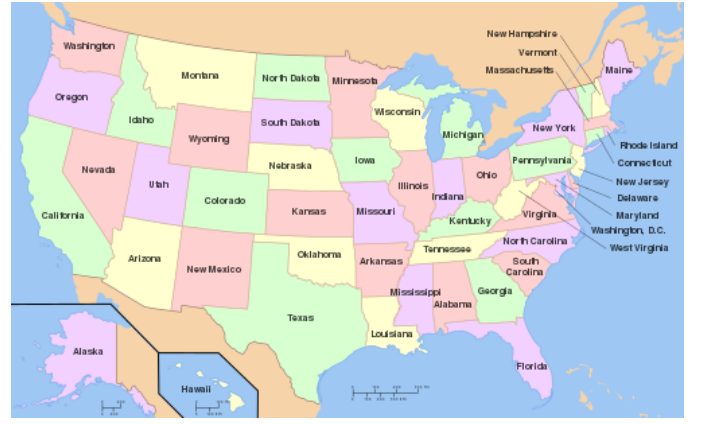 New Hampshire
Vermont
Massachusetts
Washington
Montana
North Dakota
Minnesota
Maine
Oregon
Idaho
Wisconsin
South Dakota
New York
Michigan
Wyoming
Rhode Island
Iowa
Pennsylvania
Connecticut
Nebraska
Nevada
Ohio
New Jersey
Utah
Illinois
Indiana
Delaware
Colorado
California
Kansas
Missouri
Kentucky
Virginia
Maryland
Washington, D.C.
North Carolina
West Virginia
Tennessee
Oklahoma
Arizona
Arkansas
South
Carolina
New Mexico
Mississippi
Georgia
Alabama
Texas
Louisiana
Alaska
Florida
Hawaii